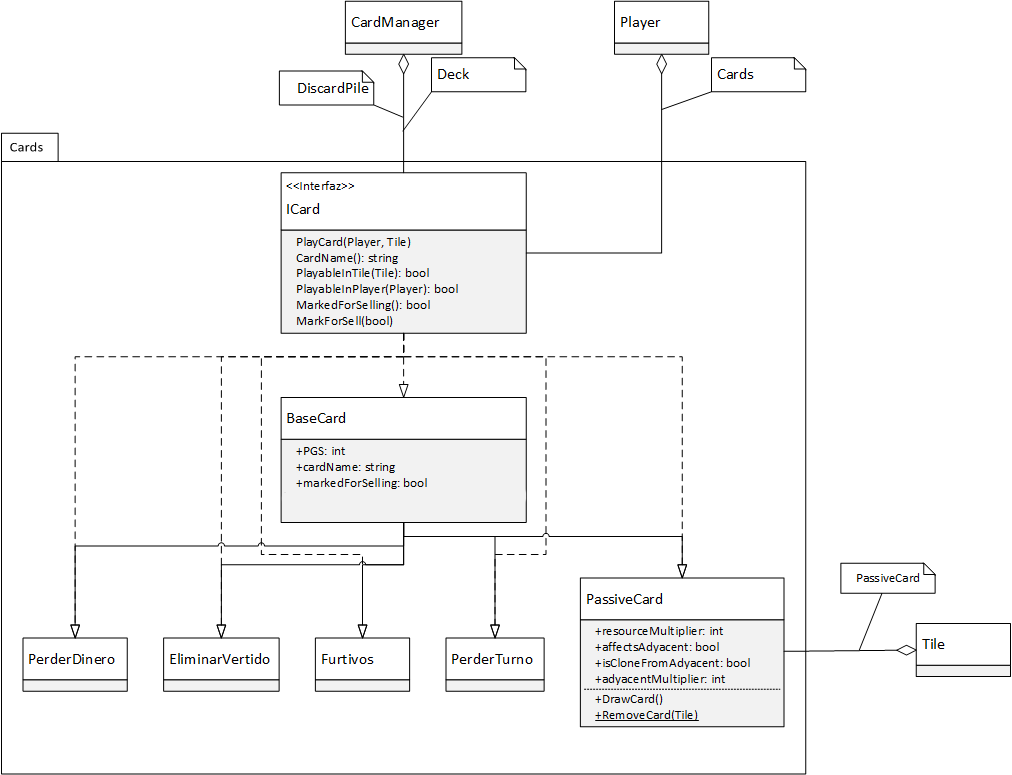 CardManager
Player
DiscardPile
Deck
Cards
Cards
<<Interfaz>>
ICard
PlayCard(Player, Tile)
CardName(): string
PlayableInTile(Tile): bool
PlayableInPlayer(Player): bool
MarkedForSelling(): bool
MarkForSell(bool)
BaseCard
+PGS: int
+cardName: string
+markedForSelling: bool
PerderDinero
EliminarVertido
Furtivos
PerderTurno
PassiveCard
+resourceMultiplier: int
+affectsAdyacent: bool
+isCloneFromAdyacent: bool
+adyacentMultiplier: int
+DrawCard()
+RemoveCard(Tile)
PassiveCard
Tile